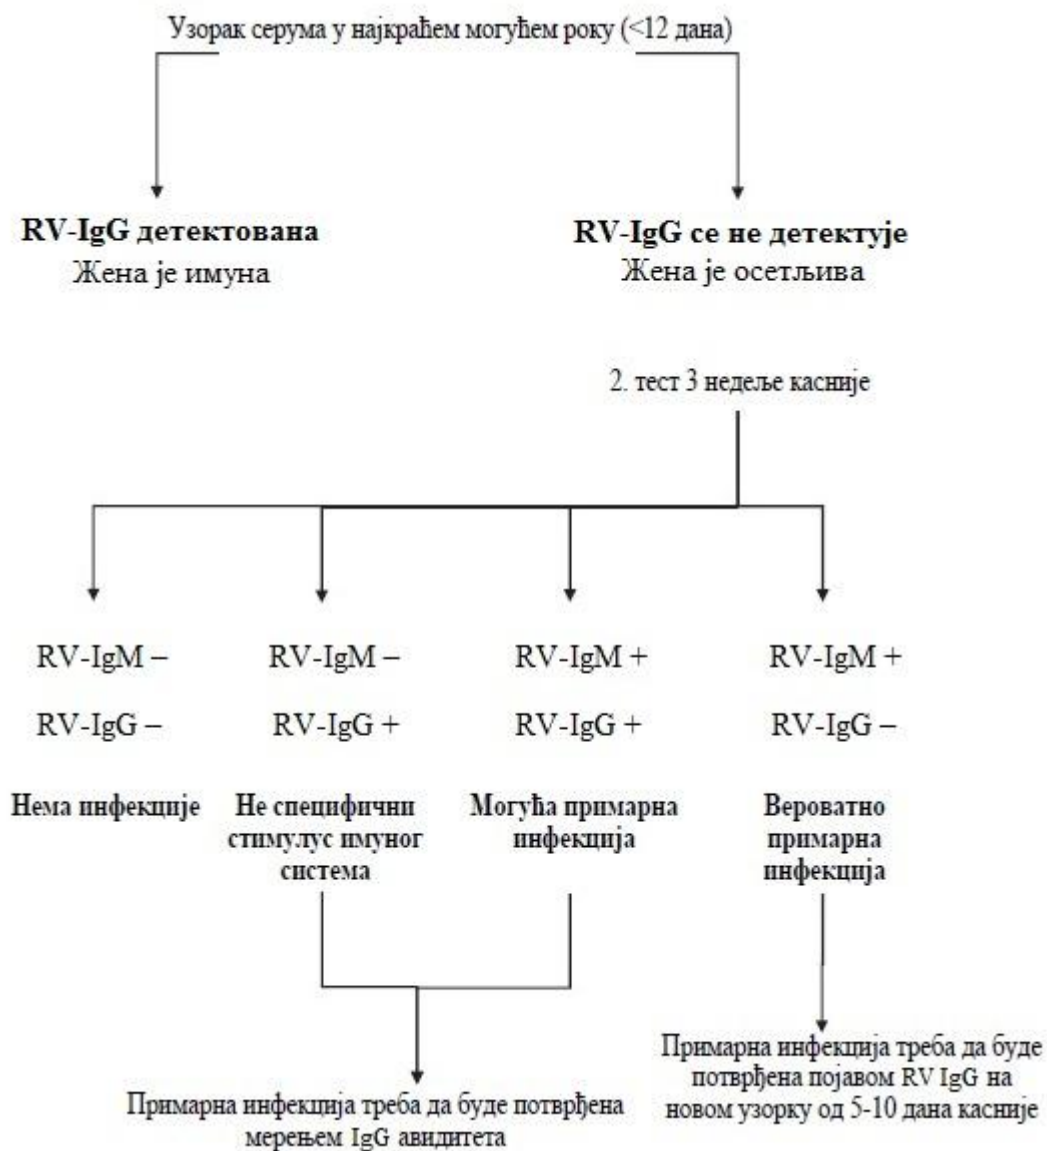 Узорак серума у најкраћем могућем року (<12 дана)
RV-IgG детектована
Жена је имуна
RV-IgG се не детектује
Жена је осетљива
2. тест 3 недеље касније
RV-IgM –
RV-IgG –
Нема инфекције
RV-IgM –
RV-IgG +
Не специфични
стимулус имуног
система
RV-IgM +
RV-IgG +
Могућа примарна
инфекција
RV-IgM +
RV-IgG –
Вероватно
примарна
инфекција
Примарна инфекција треба да буде
потврђена мерењем IgG авидитета
Примарна инфекција треба да буде
потврђена појавом RV IgG на
новом узорку од 5-10 дана касније